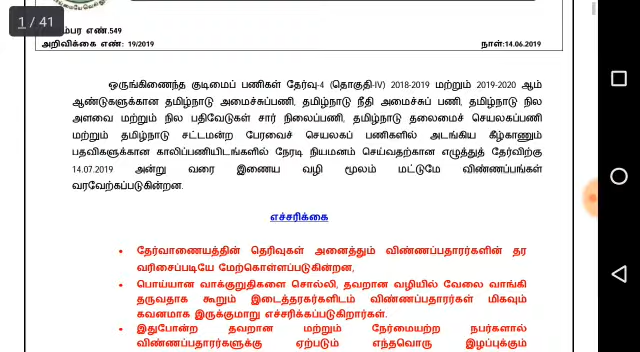 1 / 41
எண்.549
அறிவிக்கை எண்: 19/2019 நாள்:14.06.2019
ஒருங்கிணைந்த குடிமைப் பணிகள் தேர்வு-4 (தொகுதி-IV) 2018-2019 மற்றும் 2019-2020 ஆம்
ஆண்டுகளுக்கான தமிழ்நாடு அமைச்சுப்பணி, தமிழ்நாடு நீதி அமைச்சுப் பணி, தமிழ்நாடு நில
அளவை மற்றும் நில பதிவேடுகள் சார் நிலைப்பணி, தமிழ்நாடு தலைமைச் செயலகப்பணி
மற்றும் தமிழ்நாடு சட்டமன்ற பேரவைச் செயலகப் பணிகளில் அடங்கிய கீழ்காணும்
பதவிகளுக்கான காலிப்பணியிடங்களில் நேரடி நியமனம் செய்வதற்கான எழுத்துத் தேர்விற்கு
14.07.2019 அன்று வரை இணைய வழி மூலம் மட்டுமே விண்ணப்பங்கள்
வரவேற்கப்படுகின்றன.
எச்சரிக்கை
• தேர்வாணையத்தின் தெரிவுகள் அனைத்தும் விண்ணப்பதாரர்களின் தர
வரிசைப்படியே மேற்கொள்ளப்படுகின்றன,
• பொய்யான வாக்குறுதிகளை சொல்லி, தவறான வழியில் வேலை வாங்கி
தருவதாக கூறும் இடைத்தரகர்களிடம் விண்ணப்பதாரர்கள் மிகவும்
கவனமாக இருக்குமாறு எச்சரிக்கப்படுகிறார்கள்.
• இதுபோன்ற தவறான மற்றும் நேர்மையற்ற நபர்களால்
விண்ணப்பதாரர்களுக்கு ஏற்படும் எந்தவொரு இழப்புக்கும்